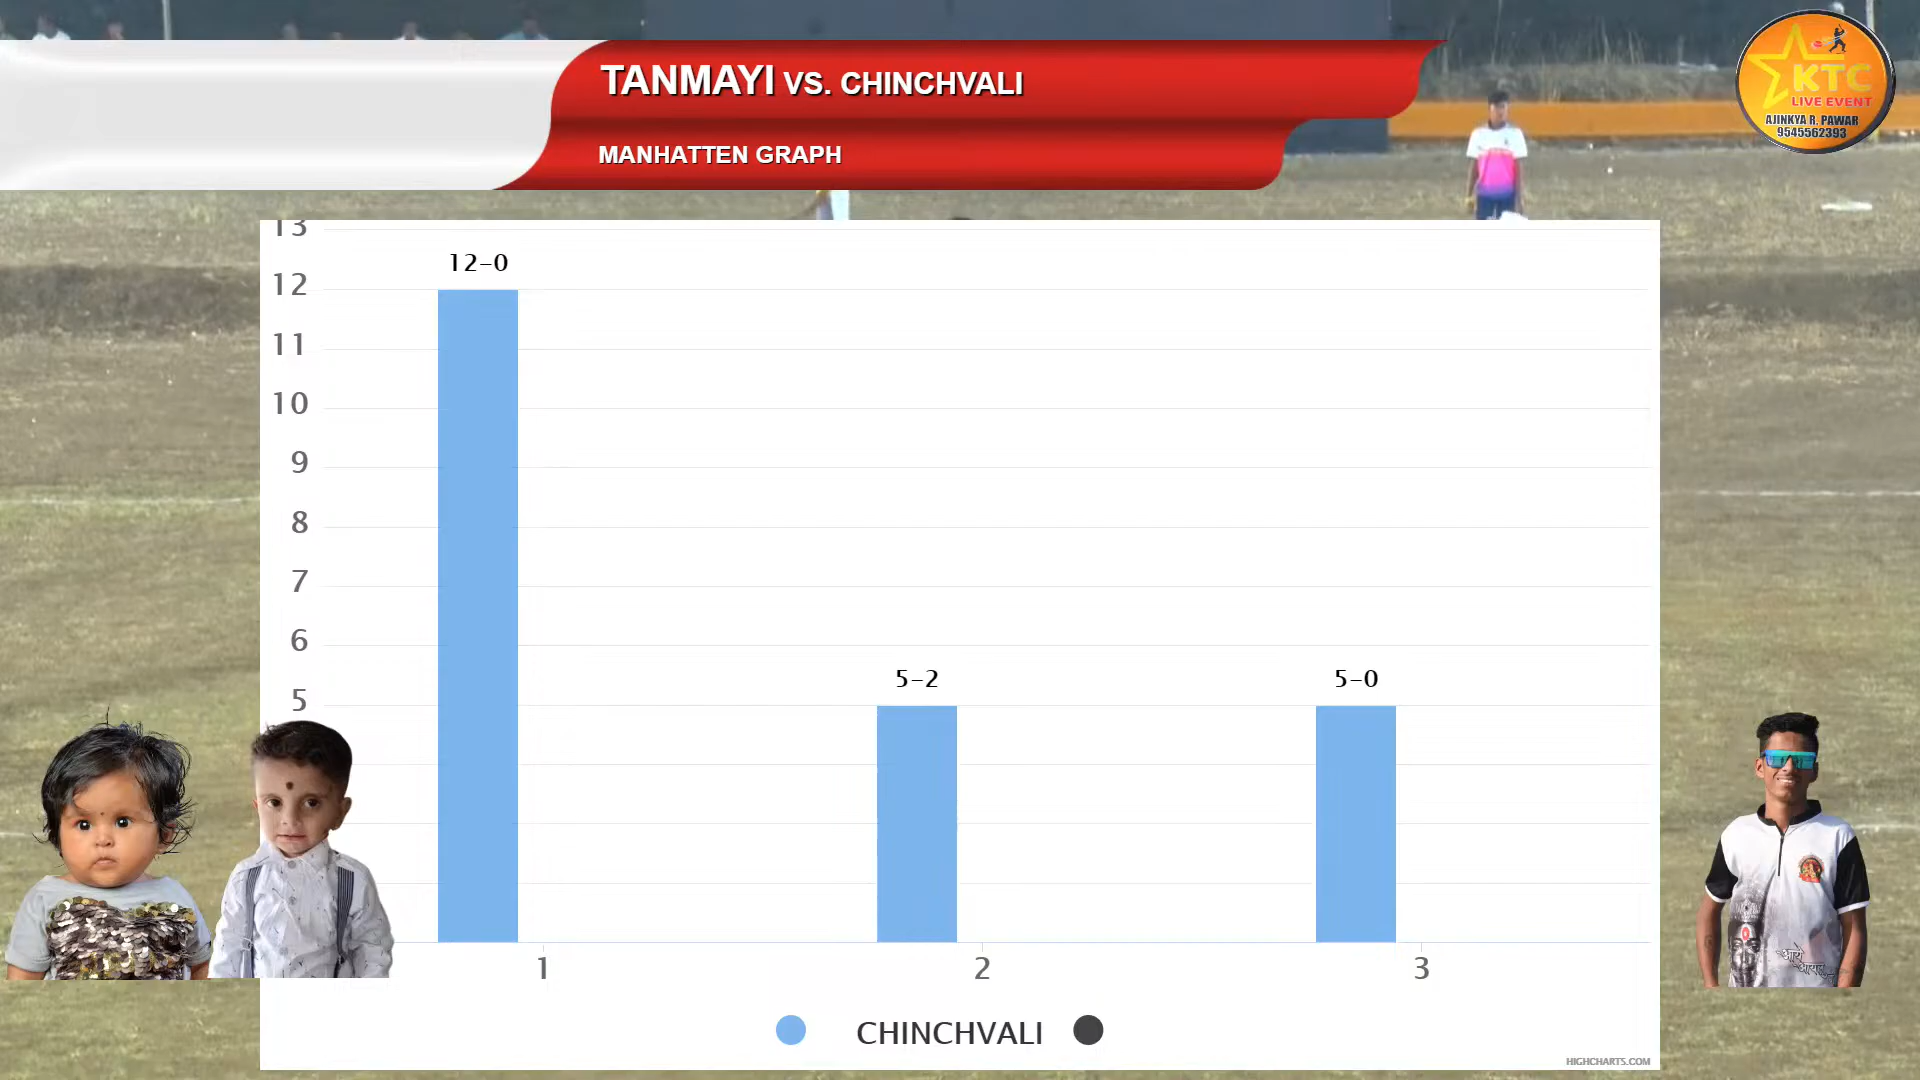 TANMAYI VS. CHINCHVALI
MANHATTEN GRAPH
KTC
LIVE EVENT
AJINKYA R. PAWAR
9545562393
13
12
11
10
9
8
7
6
5
12-0
5-2
5-0
1
2
3
CHINCHVALI
HIGHCHARTS.COM